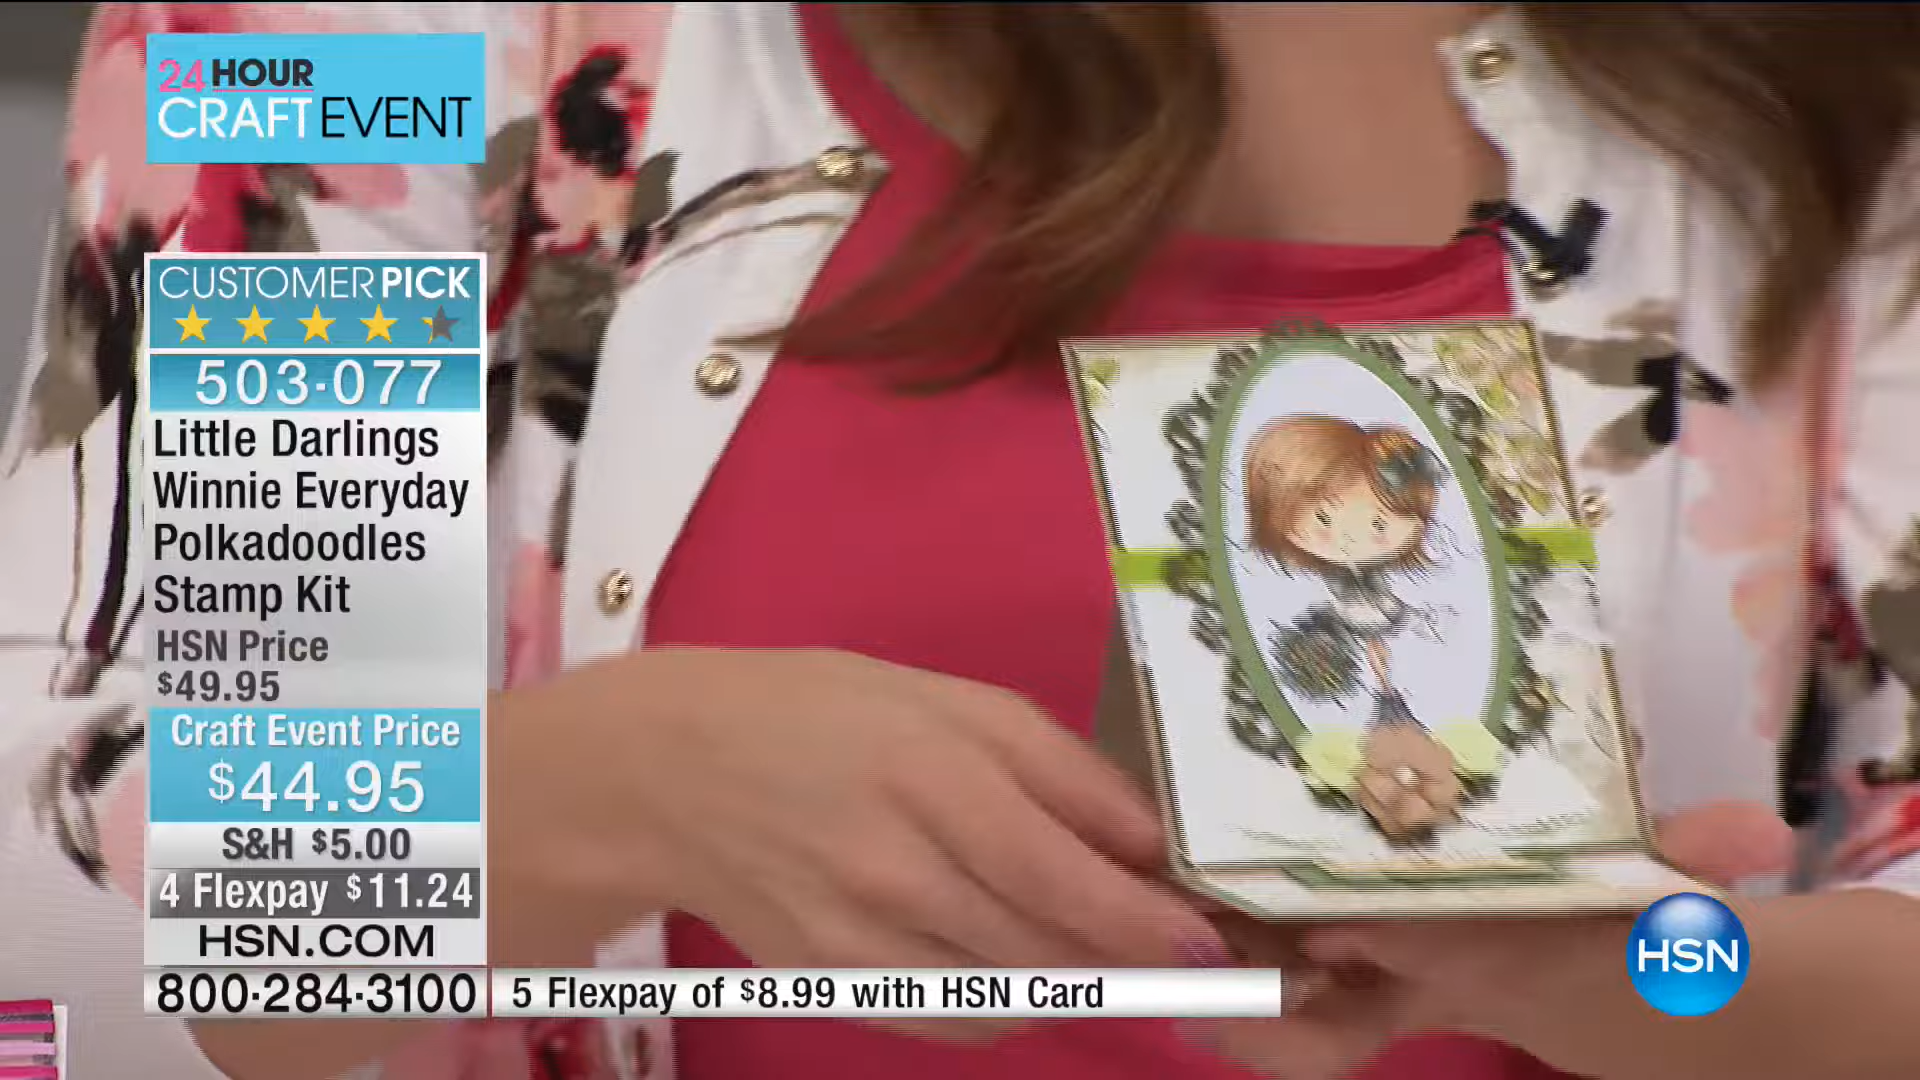 24 HOUR
CRAFT EVENT
CUSTOMER PICK
503-077
Little Darlings
Winnie Everyday
Polkadoodles
Stamp Kit
HSN Price
$49.95
Craft Event Price
$44.95
S&H $5.00
4 Flexpay $11.24
HSN.COM
800-284-3100
5 Flexpay of $8.99 with HSN Card
HSN